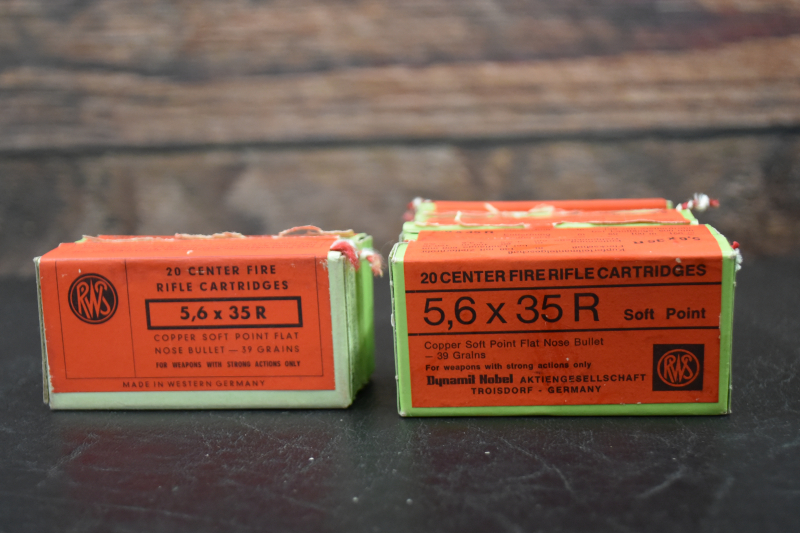 RWS
20 CENTER FIRE
RIFLE CARTRIDGES
5,6 x 35 R
COPPER SOFT POINT FLAT
NOSE BULLET — 39 GRAINS
FOR WEAPONS WITH STRONG ACTIONS ONLY
MADE IN WESTERN GERMANY
20 CENTER FIRE RIFLE CARTRIDGES
5,6 x 35 R Soft Point
Copper Soft Point Flat Nose Bullet
— 39 Grains
For weapons with strong actions only
Dynamit Nobel AKTIENGESELLSCHAFT
TROISDORF - GERMANY
RWS